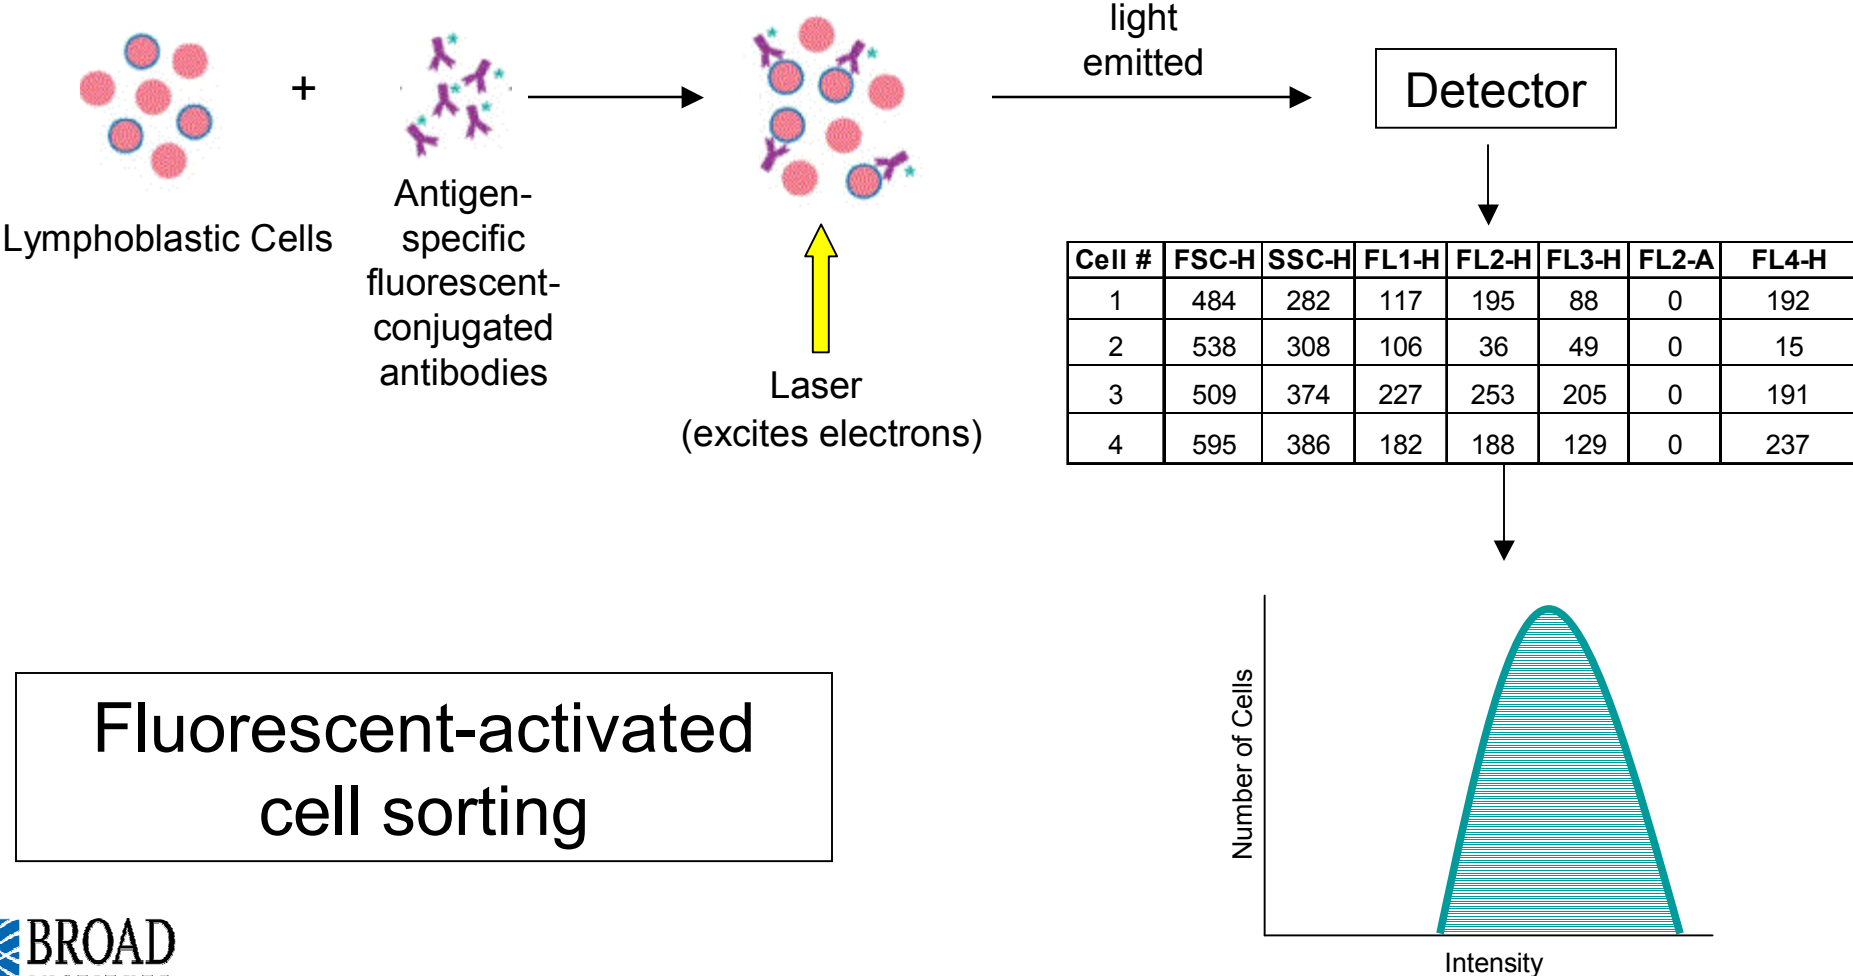 light
emitted
+
Detector
Lymphoblastic Cells
Antigen-
specific
fluorescent-
conjugated
antibodies
Laser
(excites electrons)
Cell # FSC-H SSC-H FL1-H FL2-H FL3-H FL2-A FL4-H
1 484 282 117 195 88 0 192
2 538 308 106 36 49 0 15
3 509 374 227 253 205 0 191
4 595 386 182 188 129 0 237
Fluorescent-activated
cell sorting
Number of Cells
Intensity
BROAD